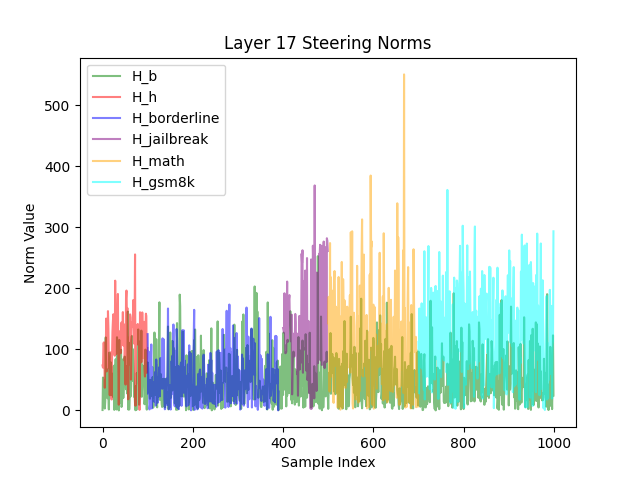 Layer 17 Steering Norms
H_b
H_h
H_borderline
H_jailbreak
H_math
H_gsm8k
Norm Value
500
400
300
200
100
0
0 200 400 600 800 1000
Sample Index